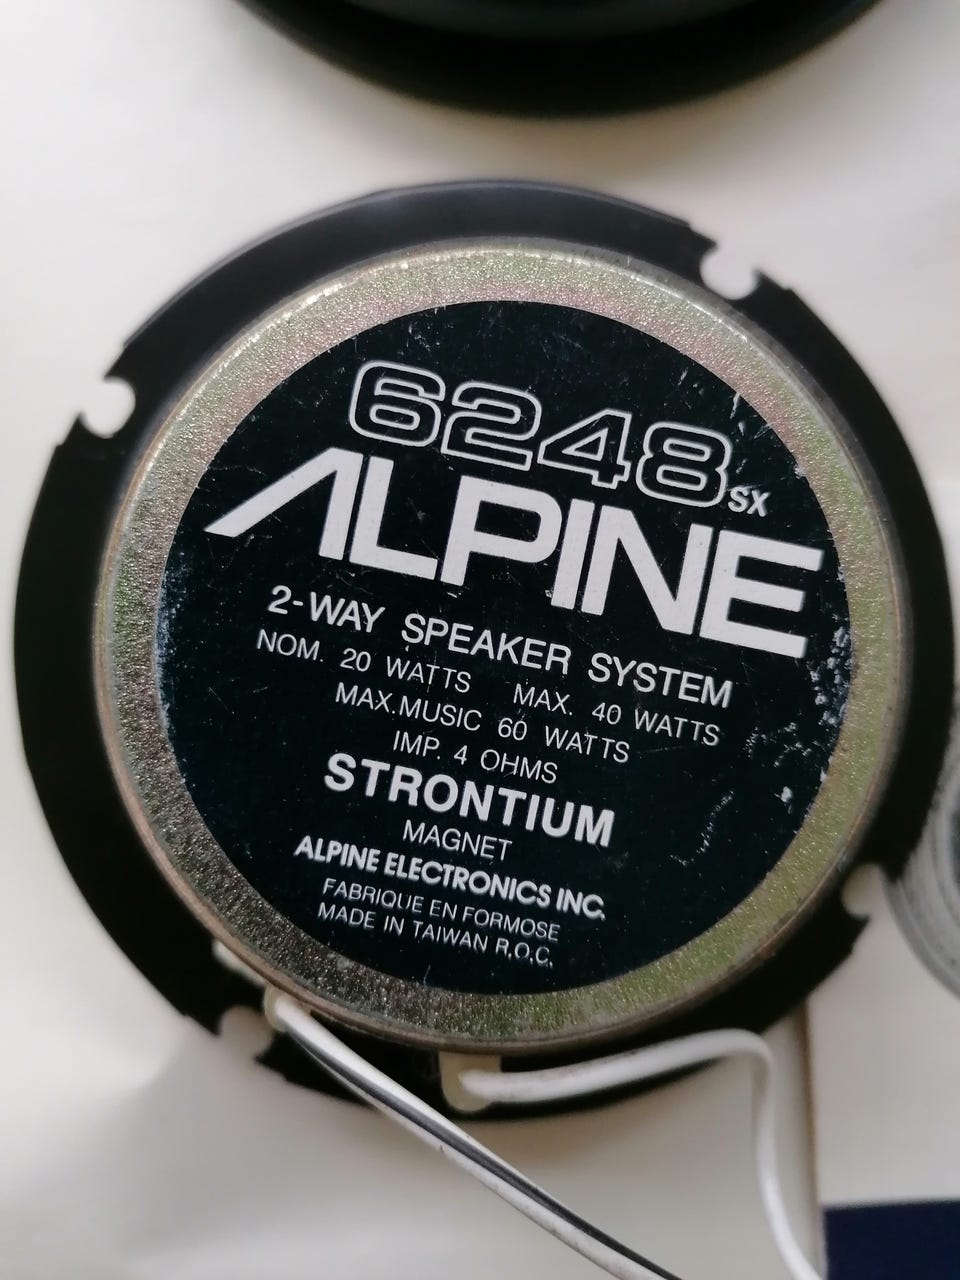 6248SX
ALPINE
2-WAY SPEAKER SYSTEM
NOM. 20 WATTS MAX. 40 WATTS
MAX.MUSIC 60 WATTS
IMP. 4 OHMS
STRONTIUM
MAGNET
ALPINE ELECTRONICS INC.
FABRIQUE EN FORMOSE
MADE IN TAIWAN R.O.C.